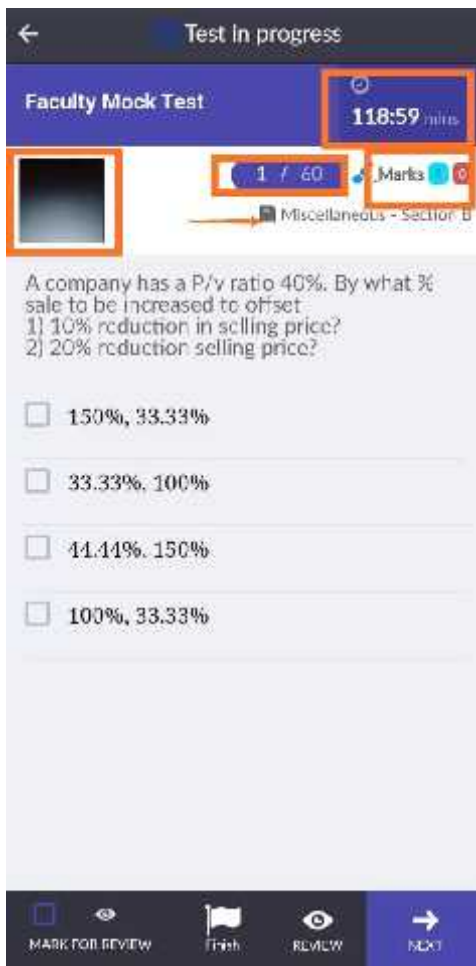 Test in progress
Faculty Mock Test
118:59 mins
1 / 60
Marks 0
Miscellaneous - Section B
A company has a P/v ratio 40%. By what %
sale to be increased to offset
1) 10% reduction in selling price?
2) 20% reduction selling price?
150%, 33.33%
33.33%, 100%
44.44%, 150%
100%, 33.33%
MARK FOR REVIEW
Finish
REVIEW
NEXT